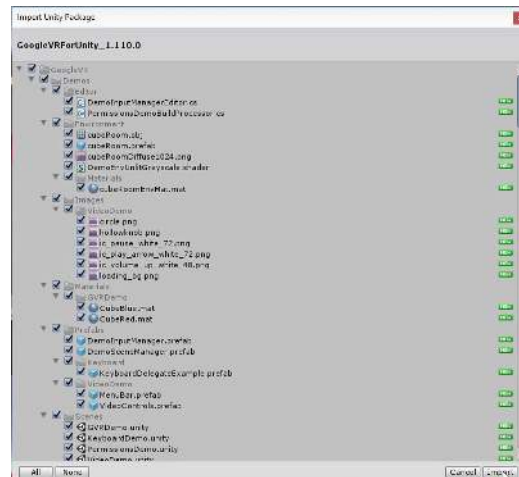 Import Unity Package
GoogleVRForUnity_1.110.0
GoogleVR
Demos
Editor
DemoInputManagerEditor.cs
PermissionsDemoBuildProcessor.cs
Environment
cubeRoom.obj
cubeRoom.prefab
cubeRoomDiffuse1024.png
DemoEnvUnlitGreyscale.shader
Materials
cubeRoomEnvMat.mat
Images
VideoDemo
circle.png
hollowknob.png
ic_pause_white_72.png
ic_play_arrow_white_72.png
ic_volume_up_white_48.png
loading_bg.png
Materials
GVRDemo
CubeBlue.mat
CubeRed.mat
Prefabs
DemoInputManager.prefab
DemoSceneManager.prefab
Keyboard
KeyboardDelegateExample.prefab
VideoDemo
MenuBar.prefab
VideoControls.prefab
Scenes
GVRDemo.unity
KeyboardDemo.unity
PermissionsDemo.unity
VideoDemo.unity
All None Cancel Import